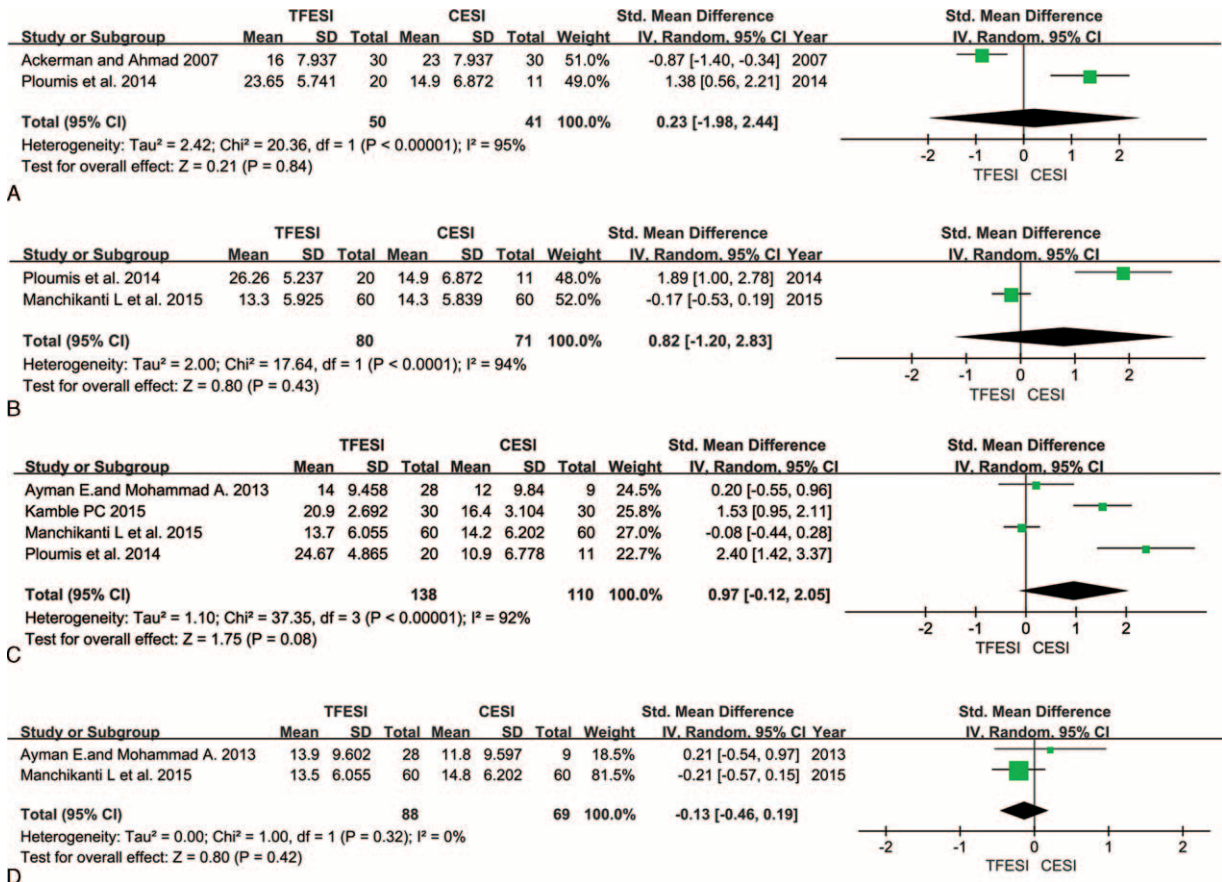 TFESI CESI Std. Mean Difference Std. Mean Difference
Study or Subgroup Mean SD Total Mean SD Total Weight IV, Random, 95% CI Year IV, Random, 95% CI
Ackerman and Ahmad 2007 16 7.937 30 23 7.937 30 51.0% -0.87 [-1.40, -0.34] 2007
Ploumis et al. 2014 23.65 5.741 20 14.9 6.872 11 49.0% 1.38 [0.56, 2.21] 2014
Total (95% CI) 50 41 100.0% 0.23 [-1.98, 2.44]
Heterogeneity: Tau² = 2.42; Chi² = 20.36, df = 1 (P < 0.00001); I² = 95%
Test for overall effect: Z = 0.21 (P = 0.84)
-2 -1 0 1 2
TFESI CESI
A
TFESI CESI Std. Mean Difference Std. Mean Difference
Study or Subgroup Mean SD Total Mean SD Total Weight IV, Random, 95% CI Year IV, Random, 95% CI
Ploumis et al. 2014 26.26 5.237 20 14.9 6.872 11 48.0% 1.89 [1.00, 2.78] 2014
Manchikanti L et al. 2015 13.3 5.925 60 14.3 5.839 60 52.0% -0.17 [-0.53, 0.19] 2015
Total (95% CI) 80 71 100.0% 0.82 [-1.20, 2.83]
Heterogeneity: Tau² = 2.00; Chi² = 17.64, df = 1 (P < 0.0001); I² = 94%
Test for overall effect: Z = 0.80 (P = 0.43)
-2 -1 0 1 2
TFESI CESI
B
TFESI CESI Std. Mean Difference Std. Mean Difference
Study or Subgroup Mean SD Total Mean SD Total Weight IV, Random, 95% CI IV, Random, 95% CI
Ayman E.and Mohammad A. 2013 14 9.458 28 12 9.84 9 24.5% 0.20 [-0.55, 0.96]
Kamble PC 2015 20.9 2.692 30 16.4 3.104 30 25.8% 1.53 [0.95, 2.11]
Manchikanti L et al. 2015 13.7 6.055 60 14.2 6.202 60 27.0% -0.08 [-0.44, 0.28]
Ploumis et al. 2014 24.67 4.865 20 10.9 6.778 11 22.7% 2.40 [1.42, 3.37]
Total (95% CI) 138 110 100.0% 0.97 [-0.12, 2.05]
Heterogeneity: Tau² = 1.10; Chi² = 37.35, df = 3 (P < 0.00001); I² = 92%
Test for overall effect: Z = 1.75 (P = 0.08)
-2 -1 0 1 2
TFESI CESI
C
TFESI CESI Std. Mean Difference Std. Mean Difference
Study or Subgroup Mean SD Total Mean SD Total Weight IV, Random, 95% CI Year IV, Random, 95% CI
Ayman E.and Mohammad A. 2013 13.9 9.602 28 11.8 9.597 9 18.5% 0.21 [-0.54, 0.97] 2013
Manchikanti L et al. 2015 13.5 6.055 60 14.8 6.202 60 81.5% -0.21 [-0.57, 0.15] 2015
Total (95% CI) 88 69 100.0% -0.13 [-0.46, 0.19]
Heterogeneity: Tau² = 0.00; Chi² = 1.00, df = 1 (P = 0.32); I² = 0%
Test for overall effect: Z = 0.80 (P = 0.42)
-2 -1 0 1 2
TFESI CESI
D